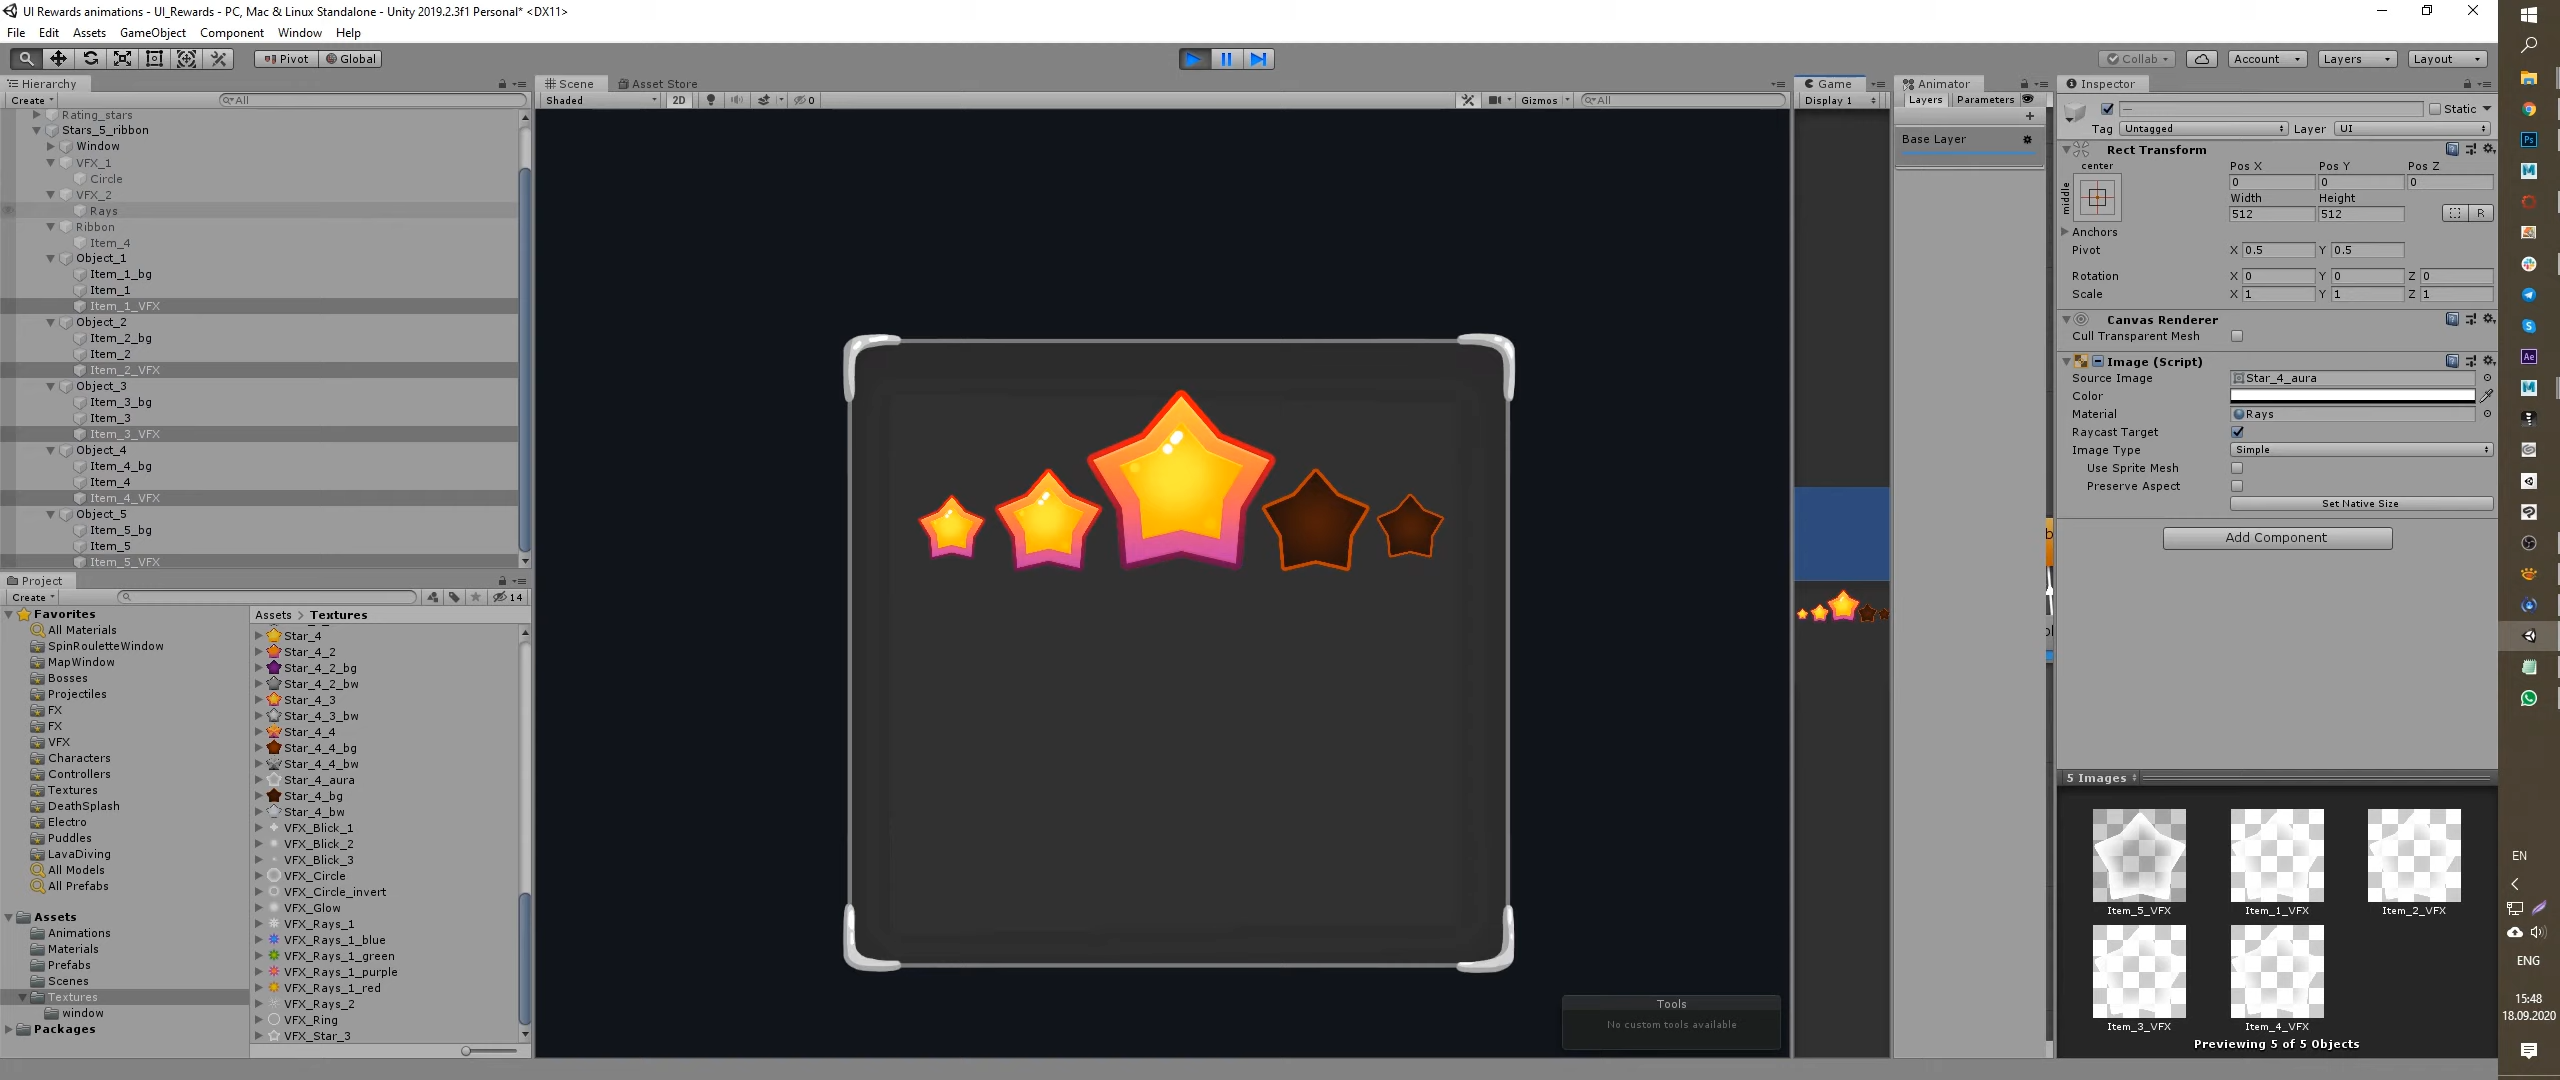 UI Rewards animations - UI_Rewards - PC, Mac & Linux Standalone - Unity 2019.2.3f1 Personal* <DX11>
File Edit Assets GameObject Component Window Help
Pivot Global Collab Account Layers Layout
Hierarchy
Create All
Rating_stars
Stars_5_ribbon
Window
VFX_1
Circle
VFX_2
Rays
Ribbon
Item_4
Object_1
Item_1_bg
Item_1
Item_1_VFX
Object_2
Item_2_bg
Item_2
Item_2_VFX
Object_3
Item_3_bg
Item_3
Item_3_VFX
Object_4
Item_4_bg
Item_4
Item_4_VFX
Object_5
Item_5_bg
Item_5
Item_5_VFX
Project
Create 14
Favorites
All Materials
SpinRouletteWindow
MapWindow
Bosses
Projectiles
FX
FX
VFX
Characters
Controllers
Textures
DeathSplash
Electro
Puddles
LavaDiving
All Models
All Prefabs
Assets
Animations
Materials
Prefabs
Scenes
Textures
window
Packages
Assets > Textures
Star_4
Star_4_2
Star_4_2_bg
Star_4_2_bw
Star_4_3
Star_4_3_bw
Star_4_4
Star_4_4_bg
Star_4_4_bw
Star_4_aura
Star_4_bg
Star_4_bw
VFX_Blick_1
VFX_Blick_2
VFX_Blick_3
VFX_Circle
VFX_Circle_invert
VFX_Glow
VFX_Rays_1
VFX_Rays_1_blue
VFX_Rays_1_green
VFX_Rays_1_purple
VFX_Rays_1_red
VFX_Rays_2
VFX_Ring
VFX_Star_3
Scene Asset Store
Shaded 2D 0 Gizmos All
Tools
No custom tools available
Game
Display 1
Animator
Layers Parameters
Base Layer
Inspector
— Static
Tag Untagged Layer UI
Rect Transform
center
middle
Pos X Pos Y Pos Z
0 0 0
Width Height
512 512 R
Anchors
Pivot X 0.5 Y 0.5
Rotation X 0 Y 0 Z 0
Scale X 1 Y 1 Z 1
Canvas Renderer
Cull Transparent Mesh
Image (Script)
Source Image Star_4_aura
Color
Material Rays
Raycast Target
Image Type Simple
Use Sprite Mesh
Preserve Aspect
Set Native Size
Add Component
5 Images
Item_5_VFX Item_1_VFX Item_2_VFX
Item_3_VFX Item_4_VFX
Previewing 5 of 5 Objects
Ps
Ae
EN
ENG
15:48
18.09.2020